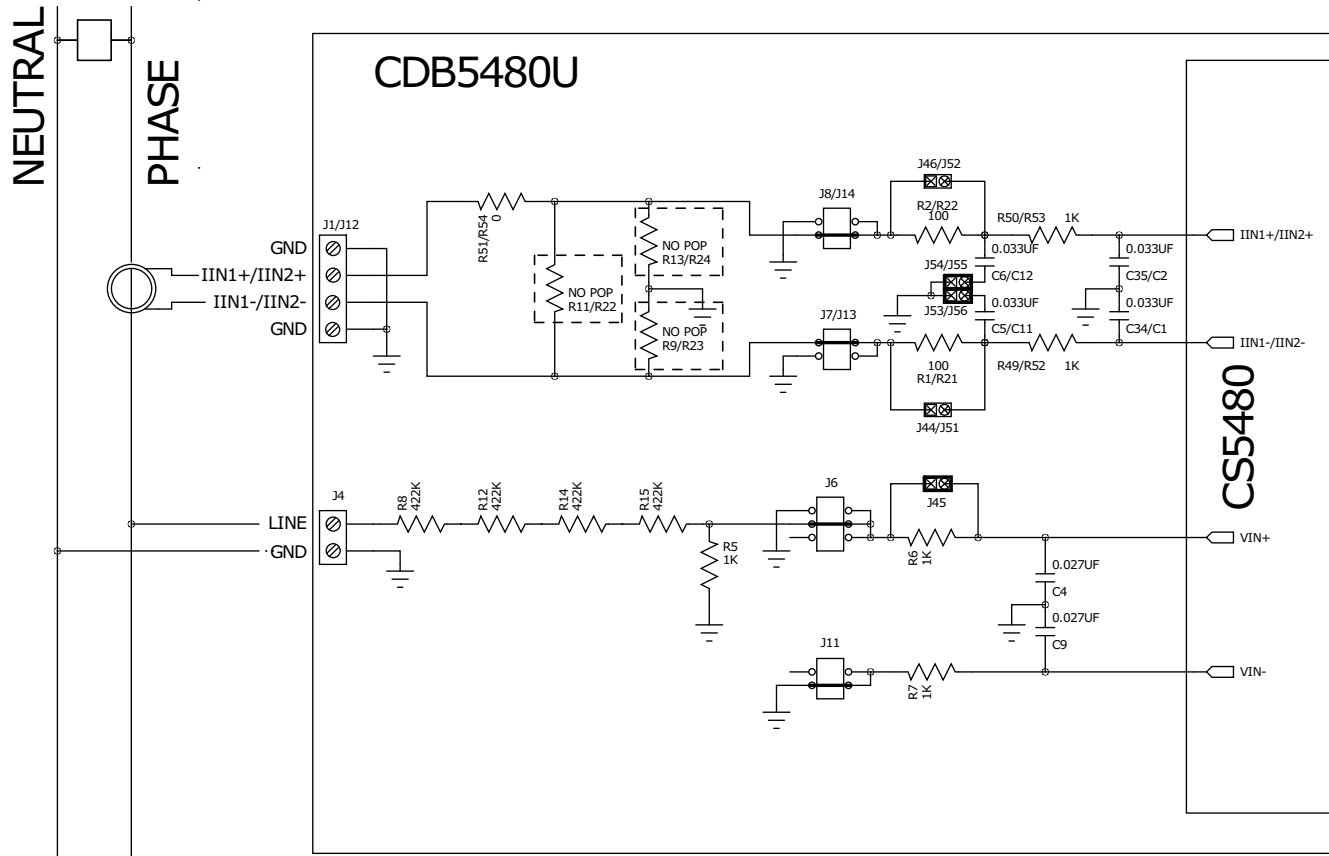 NEUTRAL
PHASE
CDB5480U
J1/J12
GND
IIN1+/IIN2+
IIN1-/IIN2-
GND
R51/R54
0
NO POP
R11/R22
NO POP
R13/R24
NO POP
R9/R23
J8/J14
J7/J13
J46/J52
R2/R22
100
R50/R53
1K
0.033UF
C6/C12
J54/J55
J53/J56
0.033UF
C5/C11
0.033UF
C35/C2
0.033UF
C34/C1
100
R1/R21
R49/R52
1K
J44/J51
IIN1+/IIN2+
IIN1-/IIN2-
CS5480
J4
LINE
GND
R8
422K
R12
422K
R14
422K
R15
422K
R5
1K
J6
J45
R6
1K
0.027UF
C4
0.027UF
C9
J11
R7
1K
VIN+
VIN-